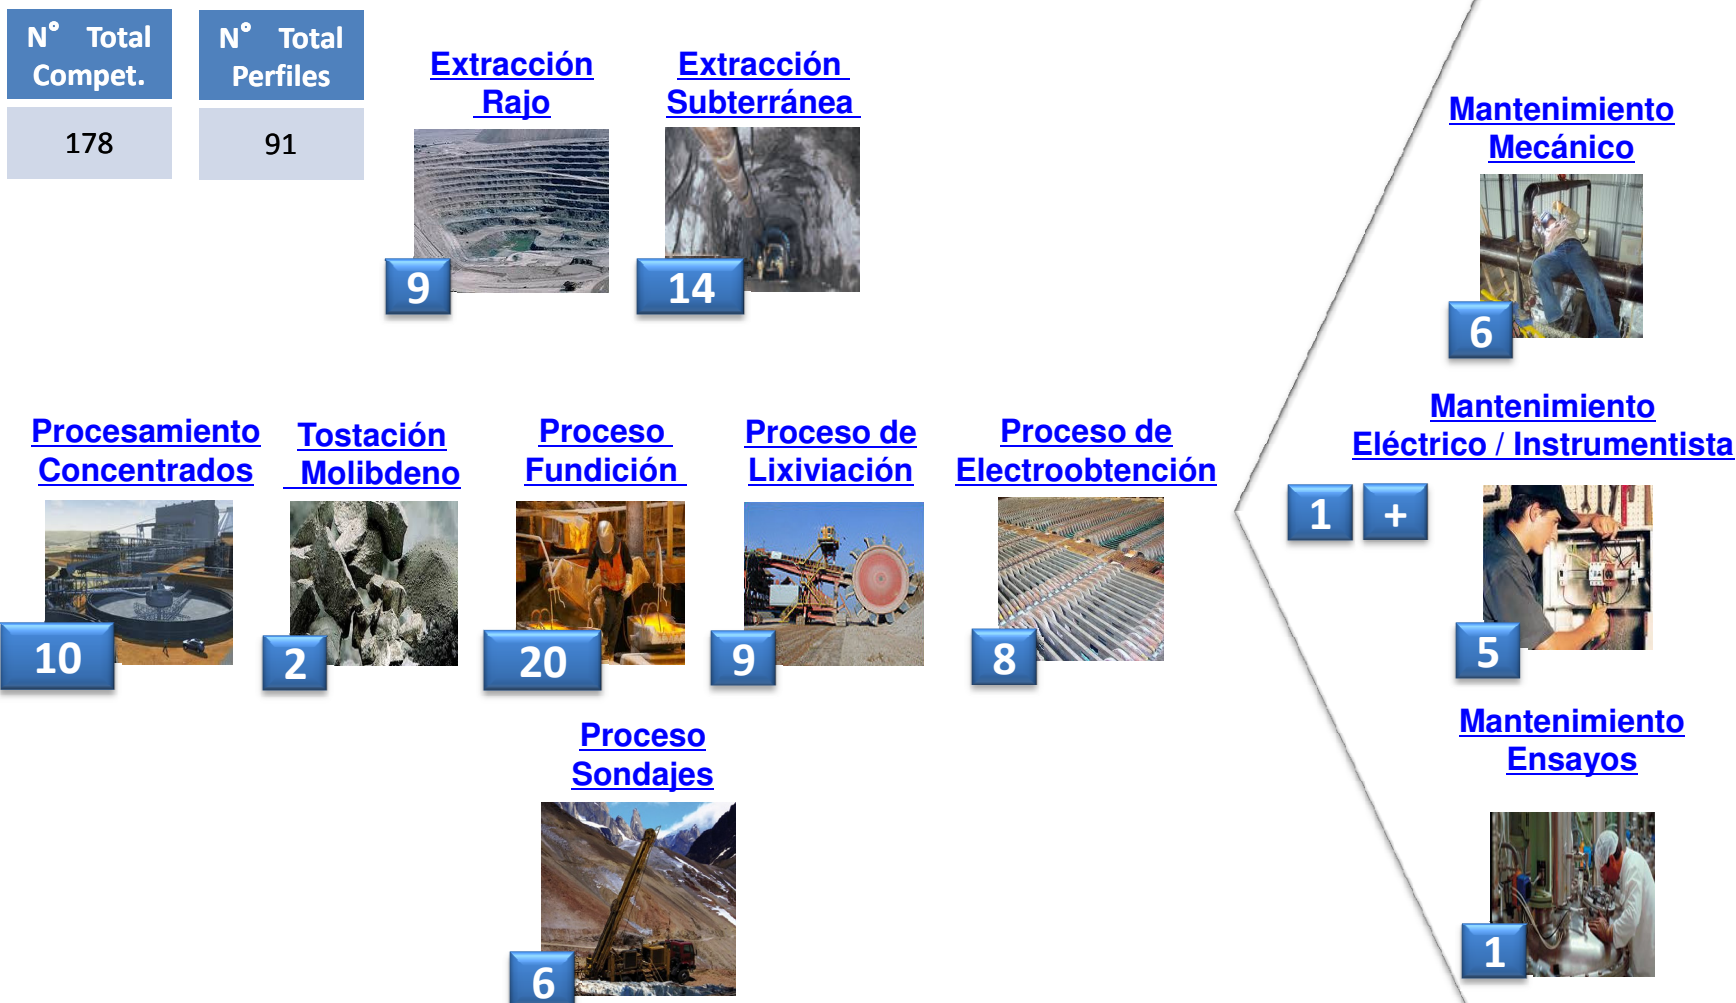 N° Total
Compet.
178
N° Total
Perfiles
91
Extracción
Rajo
9
Extracción
Subterránea
14
Procesamiento
Concentrados
10
Tostación
Molibdeno
2
Proceso
Fundición
20
Proceso de
Lixiviación
9
Proceso de
Electroobtención
8
Proceso
Sondajes
6
Mantenimiento
Mecánico
6
Mantenimiento
Eléctrico / Instrumentista
1 +
5
Mantenimiento
Ensayos
1